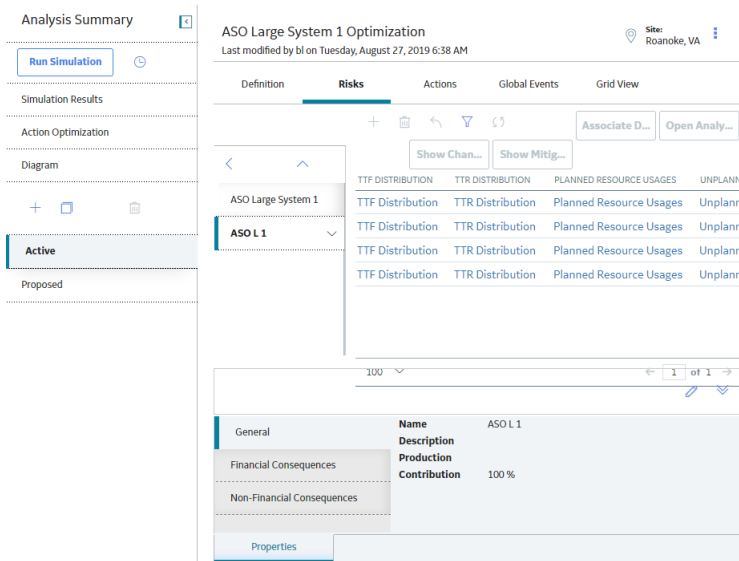 Analysis Summary
Run Simulation
Simulation Results
Action Optimization
Diagram
Active
Proposed
ASO Large System 1 Optimization
Last modified by bl on Tuesday, August 27, 2019 6:38 AM
Site:
Roanoke, VA
Definition Risks Actions Global Events Grid View
Associate D... Open Analy...
Show Chan... Show Mitig...
ASO Large System 1
ASO L 1
TTF DISTRIBUTION TTR DISTRIBUTION PLANNED RESOURCE USAGES UNPLANN
TTF Distribution TTR Distribution Planned Resource Usages Unplanr
TTF Distribution TTR Distribution Planned Resource Usages Unplanr
TTF Distribution TTR Distribution Planned Resource Usages Unplanr
TTF Distribution TTR Distribution Planned Resource Usages Unplanr
100 1 of 1
General
Financial Consequences
Non-Financial Consequences
Name ASO L 1
Description
Production
Contribution 100 %
Properties